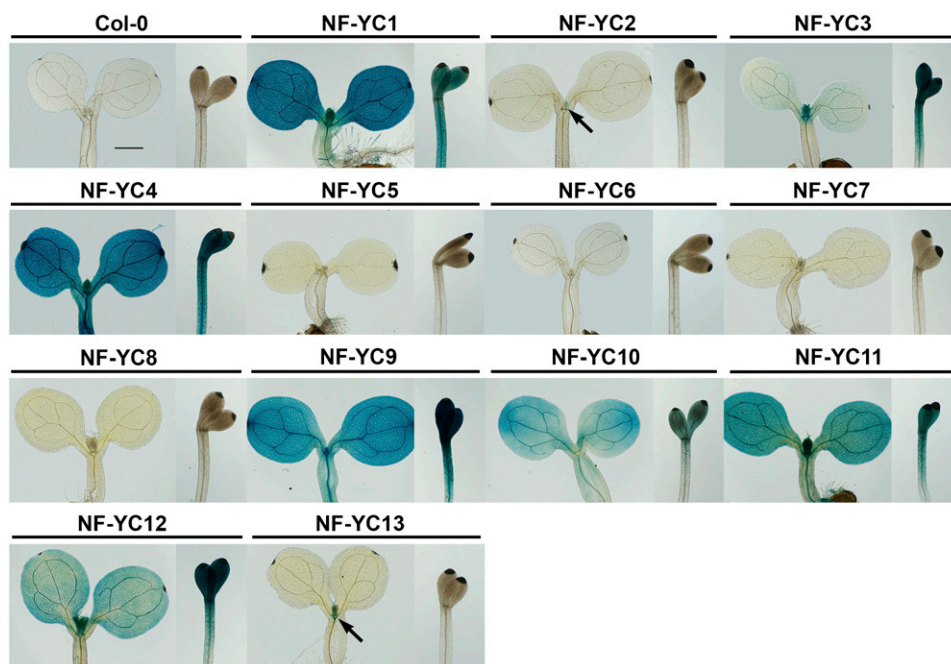 Col-0 NF-YC1 NF-YC2 NF-YC3
NF-YC4 NF-YC5 NF-YC6 NF-YC7
NF-YC8 NF-YC9 NF-YC10 NF-YC11
NF-YC12 NF-YC13